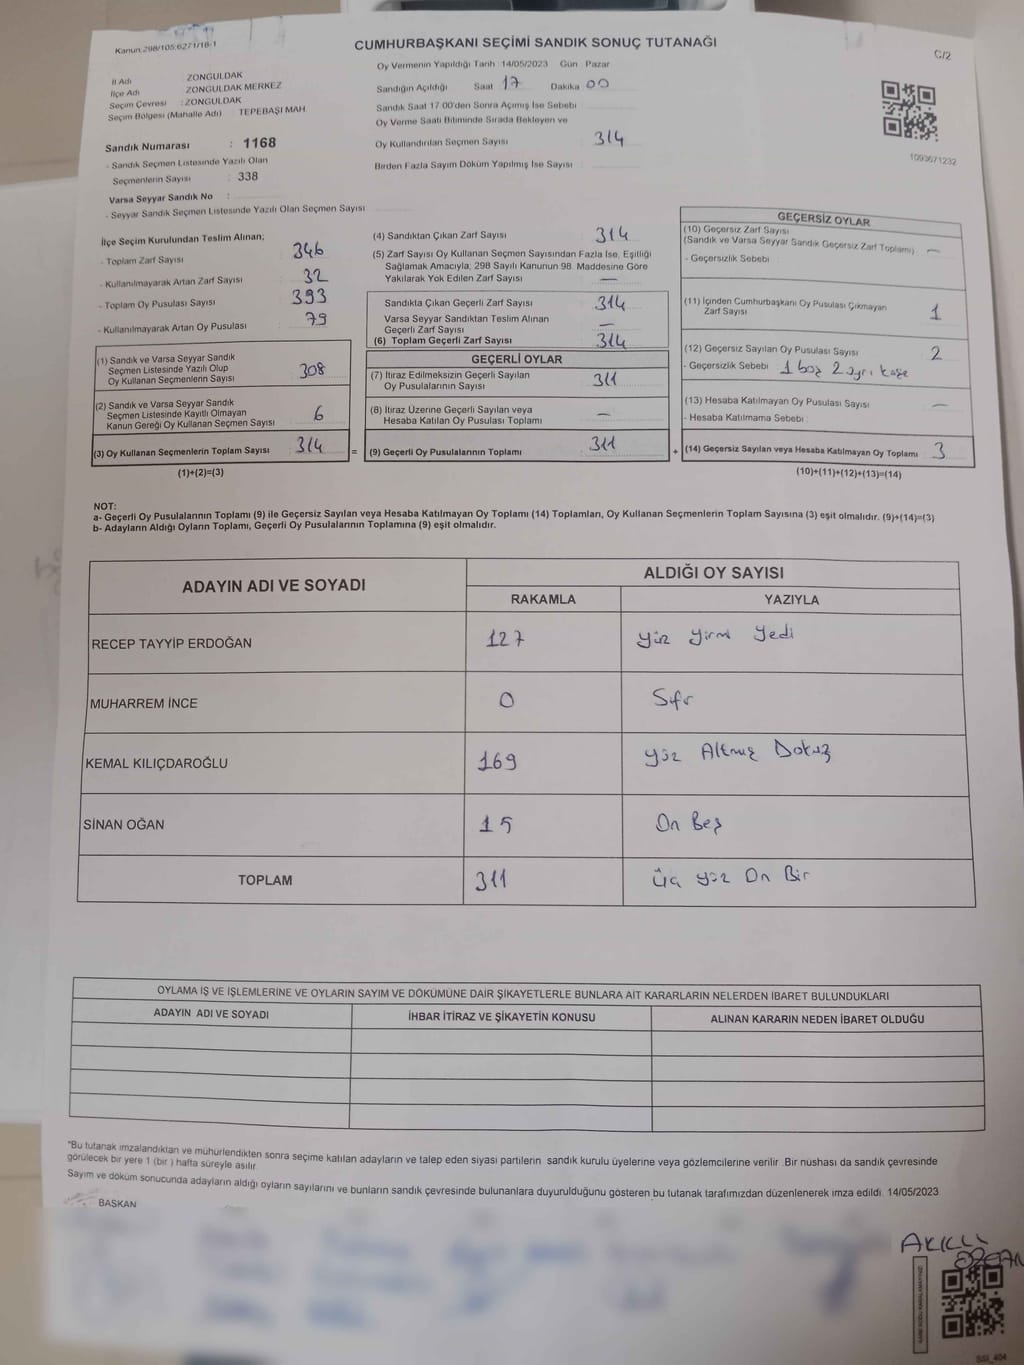 Kanun:298/105;6271/18-1
CUMHURBAŞKANI SEÇİMİ SANDIK SONUÇ TUTANAĞI
C/2
İl Adı ZONGULDAK
İlçe Adı ZONGULDAK MERKEZ
Seçim Çevresi : ZONGULDAK
Seçim Bölgesi (Mahalle Adı) TEPEBAŞI MAH
Sandık Numarası : 1168
- Sandık Seçmen Listesinde Yazılı Olan
Seçmenlerin Sayısı : 338
Varsa Seyyar Sandık No :
- Seyyar Sandık Seçmen Listesinde Yazılı Olan Seçmen Sayısı
Oy Vermenin Yapıldığı Tarih :14/05/2023 Gün : Pazar
Sandığın Açıldığı Saat 17 Dakika 00
Sandık Saat 17:00'den Sonra Açımış İse Sebebi
Oy Verme Saati Bitiminde Sırada Bekleyen ve
Oy Kullandırılan Seçmen Sayısı 314
Birden Fazla Sayım Döküm Yapılmış İse Sayısı
1093671232
İlçe Seçim Kurulundan Teslim Alınan;
- Toplam Zarf Sayısı 346
- Kullanılmayarak Artan Zarf Sayısı 32
- Toplam Oy Pusulası Sayısı 393
- Kullanılmayarak Artan Oy Pusulası 79
(1) Sandık ve Varsa Seyyar Sandık
Seçmen Listesinde Yazılı Olup
Oy Kullanan Seçmenlerin Sayısı 308
(2) Sandık ve Varsa Seyyar Sandık
Seçmen Listesinde Kayıtlı Olmayan
Kanun Gereği Oy Kullanan Seçmen Sayısı 6
(3) Oy Kullanan Seçmenlerin Toplam Sayısı 314 =
(1)+(2)=(3)
(4) Sandıktan Çıkan Zarf Sayısı 314
(5) Zarf Sayısı Oy Kullanan Seçmen Sayısından Fazla İse, Eşitliği
Sağlamak Amacıyla; 298 Sayılı Kanunun 98. Maddesine Göre
Yakılarak Yok Edilen Zarf Sayısı —
Sandıkta Çıkan Geçerli Zarf Sayısı 314
Varsa Seyyar Sandıktan Teslim Alınan
Geçerli Zarf Sayısı —
(6) Toplam Geçerli Zarf Sayısı 314
GEÇERLİ OYLAR
(7) İtiraz Edilmeksizin Geçerli Sayılan
Oy Pusulalarının Sayısı 311
(8) İtiraz Üzerine Geçerli Sayılan veya
Hesaba Katılan Oy Pusulası Toplamı —
(9) Geçerli Oy Pusulalarının Toplamı 311 +
GEÇERSİZ OYLAR
(10) Geçersiz Zarf Sayısı
(Sandık ve Varsa Seyyar Sandık Geçersiz Zarf Toplamı) —
- Geçersizlik Sebebi :
(11) İçinden Cumhurbaşkanı Oy Pusulası Çıkmayan
Zarf Sayısı 1
(12) Geçersiz Sayılan Oy Pusulası Sayısı 2
- Geçersizlik Sebebi : 1 boş 2 ayrı kaşe
(13) Hesaba Katılmayan Oy Pusulası Sayısı —
- Hesaba Katılmama Sebebi :
(14) Geçersiz Sayılan veya Hesaba Katılmayan Oy Toplamı 3
(10)+(11)+(12)+(13)=(14)
NOT:
a- Geçerli Oy Pusulalarının Toplamı (9) ile Geçersiz Sayılan veya Hesaba Katılmayan Oy Toplamı (14) Toplamları, Oy Kullanan Seçmenlerin Toplam Sayısına (3) eşit olmalıdır. (9)+(14)=(3)
b- Adayların Aldığı Oyların Toplamı, Geçerli Oy Pusulalarının Toplamına (9) eşit olmalıdır.
ADAYIN ADI VE SOYADI ALDIĞI OY SAYISI
RAKAMLA YAZIYLA
RECEP TAYYİP ERDOĞAN 127 yüz yirmi yedi
MUHARREM İNCE 0 Sıfır
KEMAL KILIÇDAROĞLU 169 yüz Altmış Dokuz
SİNAN OĞAN 15 On Beş
TOPLAM 311 Üç yüz On Bir
OYLAMA İŞ VE İŞLEMLERİNE VE OYLARIN SAYIM VE DÖKÜMÜNE DAİR ŞİKAYETLERLE BUNLARA AİT KARARLARIN NELERDEN İBARET BULUNDUKLARI
ADAYIN ADI VE SOYADI İHBAR İTİRAZ VE ŞİKAYETİN KONUSU ALINAN KARARIN NEDEN İBARET OLDUĞU
*Bu tutanak imzalandıktan ve mühürlendikten sonra seçime katılan adayların ve talep eden siyasi partilerin sandık kurulu üyelerine veya gözlemcilerine verilir. Bir nüshası da sandık çevresinde
görülecek bir yere 1 (bir ) hafta süreyle asılır.
Sayım ve döküm sonucunda adayların aldığı oyların sayılarını ve bunların sandık çevresinde bulunanlara duyurulduğunu gösteren bu tutanak tarafımızdan düzenlenerek imza edildi. 14/05/2023
BAŞKAN
AKILLI
ÖZCAN
KARE KODU KARALAMAYINIZ!